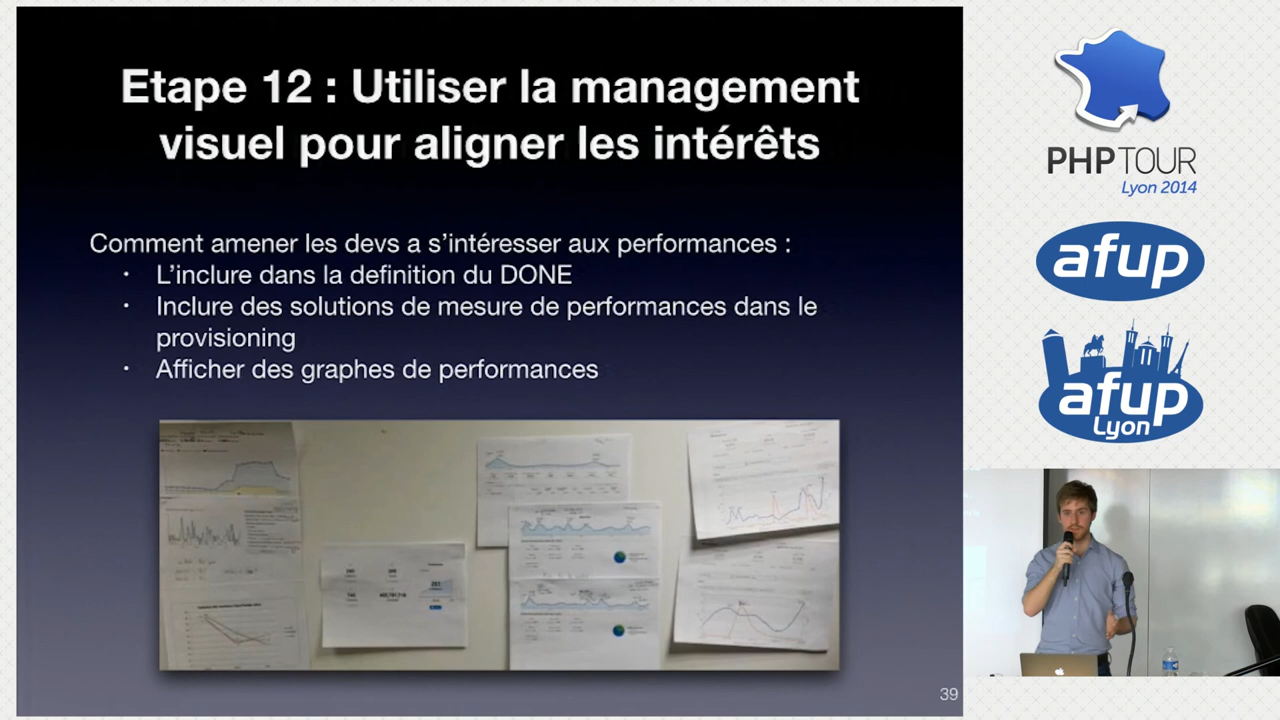 Etape 12 : Utiliser la management
visuel pour aligner les intérêts
Comment amener les devs a s'intéresser aux performances :
• L'inclure dans la definition du DONE
• Inclure des solutions de mesure de performances dans le
provisioning
• Afficher des graphes de performances
39
PHP TOUR
Lyon 2014
afup
afup
Lyon